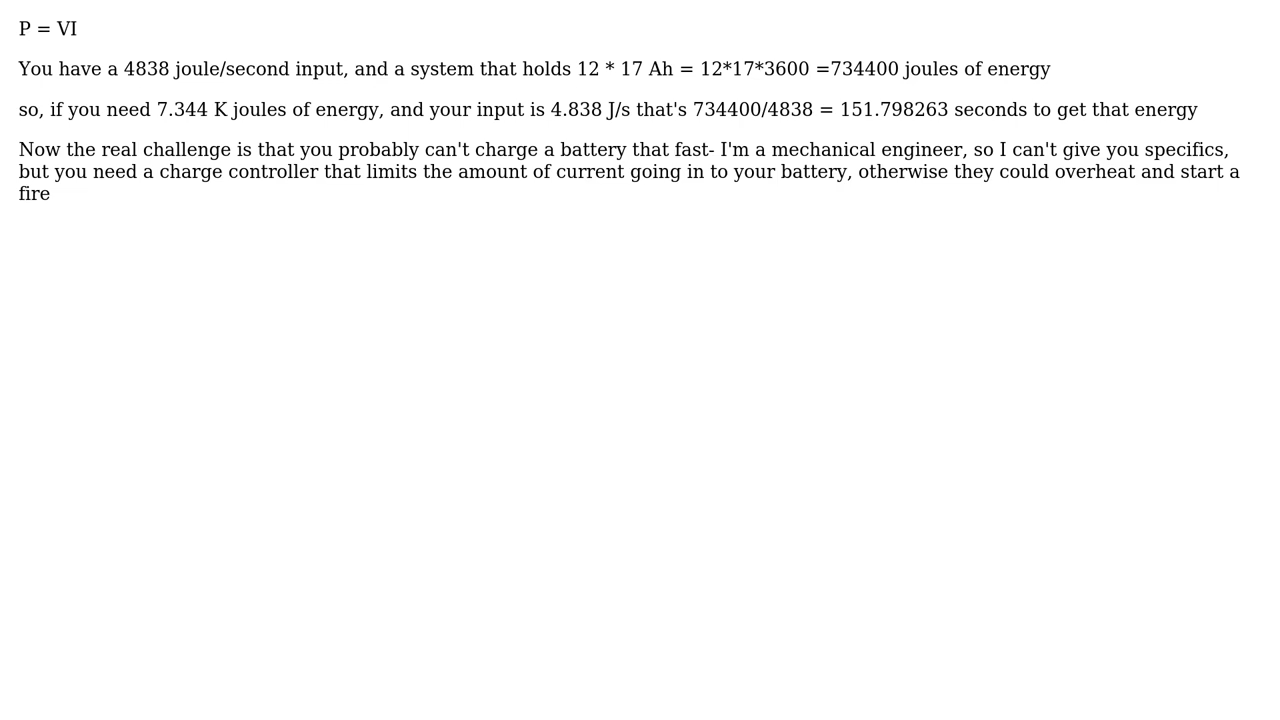 P = VI
You have a 4838 joule/second input, and a system that holds 12 * 17 Ah = 12*17*3600 =734400 joules of energy
so, if you need 7.344 K joules of energy, and your input is 4.838 J/s that's 734400/4838 = 151.798263 seconds to get that energy
Now the real challenge is that you probably can't charge a battery that fast- I'm a mechanical engineer, so I can't give you specifics,
but you need a charge controller that limits the amount of current going in to your battery, otherwise they could overheat and start a
fire